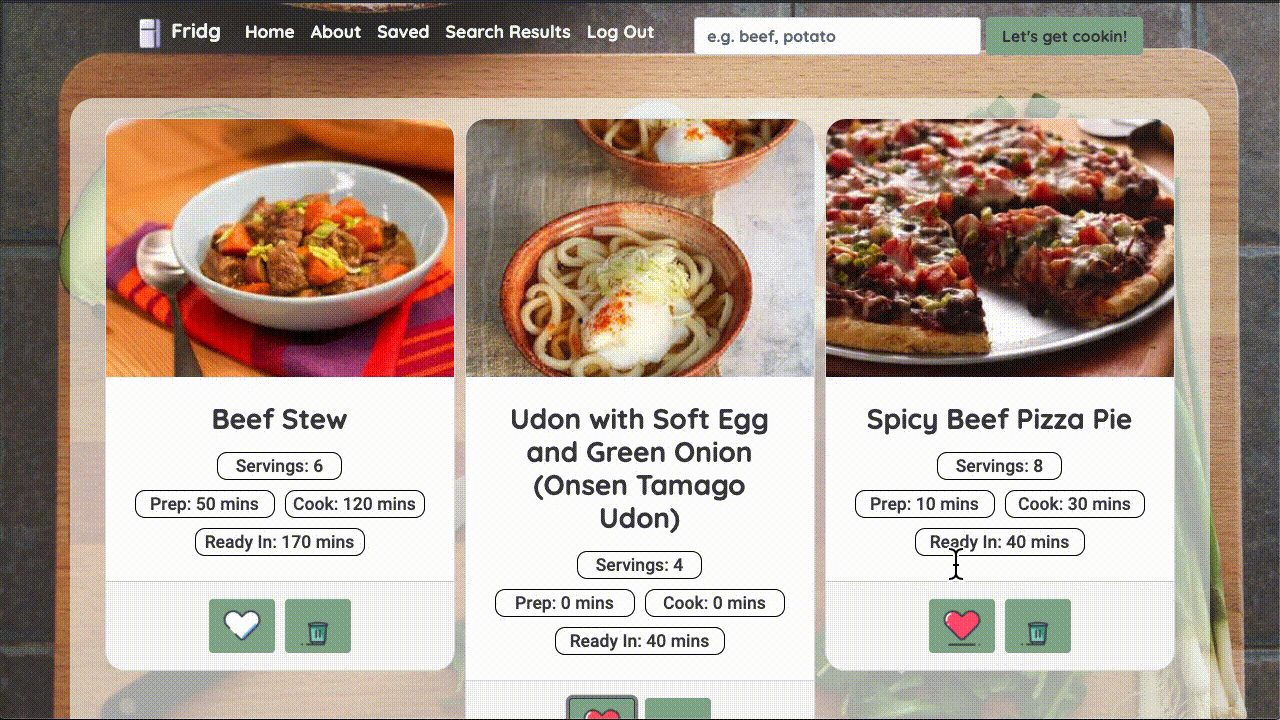 Fridg Home About Saved Search Results Log Out e.g. beef, potato Let's get cookin!
Beef Stew
Servings: 6
Prep: 50 mins Cook: 120 mins
Ready In: 170 mins
Udon with Soft Egg
and Green Onion
(Onsen Tamago
Udon)
Servings: 4
Prep: 0 mins Cook: 0 mins
Ready In: 40 mins
Spicy Beef Pizza Pie
Servings: 8
Prep: 10 mins Cook: 30 mins
Ready In: 40 mins